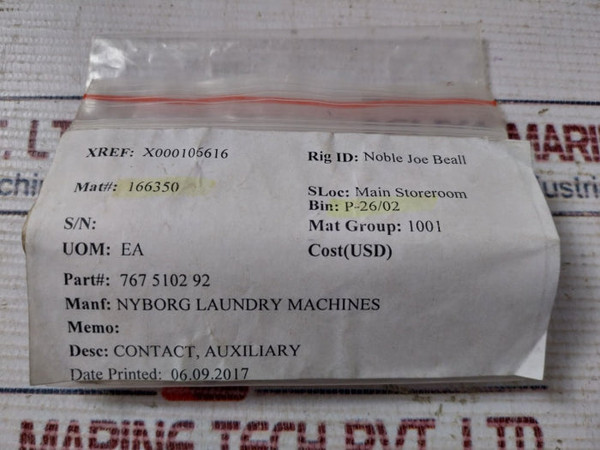 XREF: X000105616
Rig ID: Noble Joe Beall
Mat#: 166350
SLoc: Main Storeroom
Bin: P-26/02
S/N:
Mat Group: 1001
UOM: EA
Cost(USD)
Part#: 767 5102 92
Manf: NYBORG LAUNDRY MACHINES
Memo:
Desc: CONTACT, AUXILIARY
Date Printed: 06.09.2017
MARINE TECH PVT. LTD